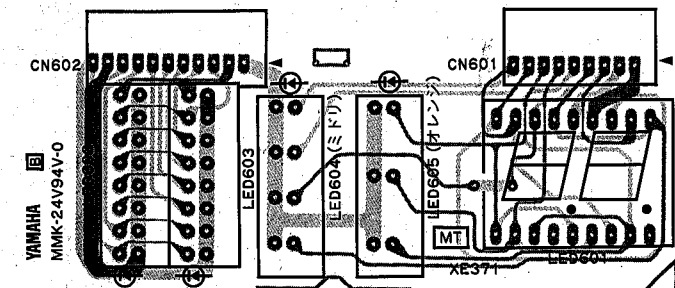 CN602
CN601
YAMAHA B
MMK-24V94V-0
LED603
LED604 (ミドリ)
LED605 (オレンジ)
MT
XE371
LED601